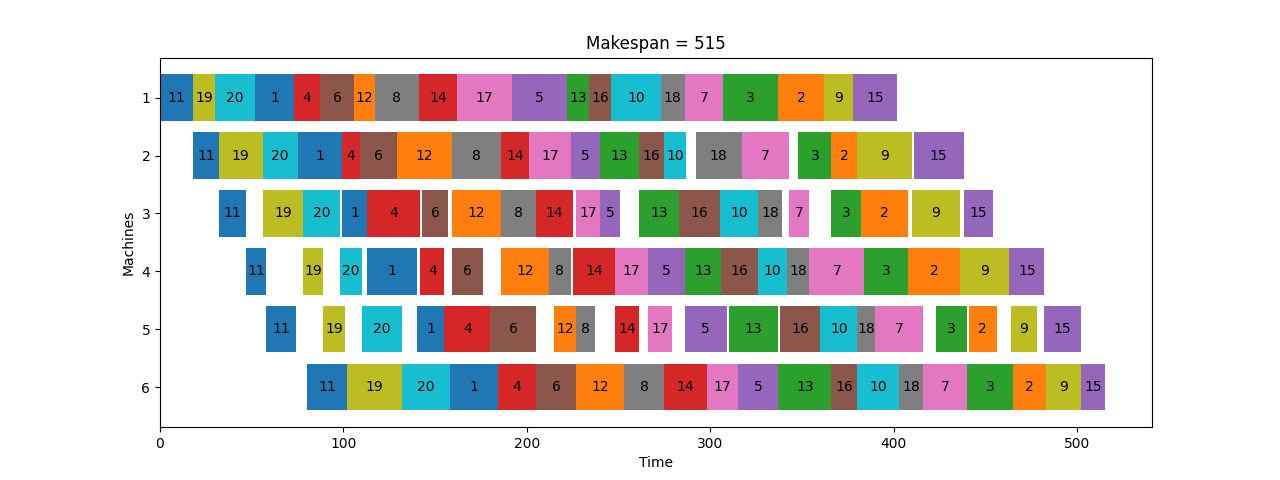 Makespan = 515
1 11 19 20 1 4 6 12 8 14 17 5 13 16 10 18 7 3 2 9 15
2 11 19 20 1 4 6 12 8 14 17 5 13 16 10 18 7 3 2 9 15
3 11 19 20 1 4 6 12 8 14 17 5 13 16 10 18 7 3 2 9 15
4 11 19 20 1 4 6 12 8 14 17 5 13 16 10 18 7 3 2 9 15
5 11 19 20 1 4 6 12 8 14 17 5 13 16 10 18 7 3 2 9 15
6 11 19 20 1 4 6 12 8 14 17 5 13 16 10 18 7 3 2 9 15
Machines
0 100 200 300 400 500
Time